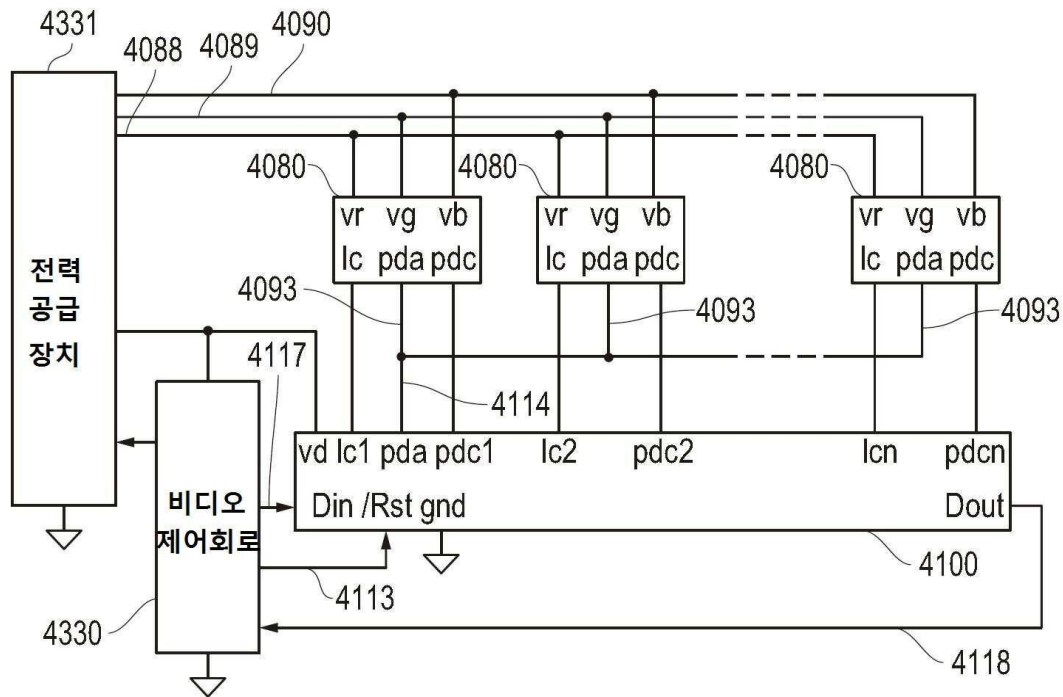 4331
4088
4089
4090
4080
4080
4080
vr vg vb
lc pda pdc
vr vg vb
lc pda pdc
vr vg vb
lc pda pdc
전력
공급
장치
4093
4093
4093
4117
4114
vd lc1 pda pdc1 lc2 pdc2 lcn pdcn
Din /Rst gnd Dout
비디오
제어회로
4113
4100
4330
4118